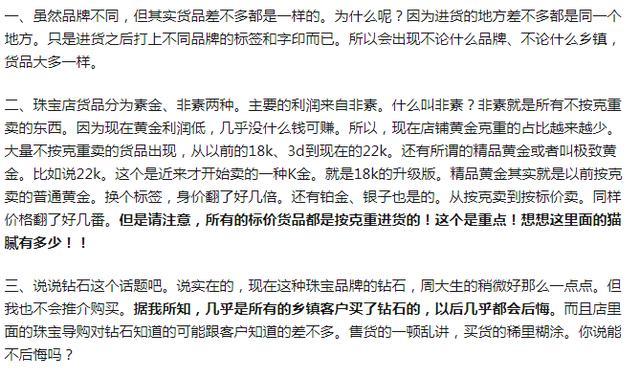 一、虽然品牌不同，但其实货品差不多都是一样的。为什么呢？因为进货的地方差不多都是同一个
地方。只是进货之后打上不同品牌的标签和字印而已。所以会出现不论什么品牌、不论什么乡镇，
货品大多一样。
二、珠宝店货品分为素金、非素两种。主要的利润来自非素。什么叫非素？非素就是所有不按克重
卖的东西。因为现在黄金利润低，几乎没什么钱可赚。所以，现在店铺黄金克重的占比越来越少。
大量不按克重卖的货品出现，从以前的18k、3d到现在的22k。还有所谓的精品黄金或者叫极致黄
金。比如说22k。这个是近来才开始卖的一种K金。就是18k的升级版。精品黄金其实就是以前按克
卖的普通黄金。换个标签，身价翻了好几倍。还有铂金、银子也是的。从按克卖到按标价卖。同样
价格翻了好几番。但是请注意，所有的标价货品都是按克重进货的！这个是重点！想想这里面的猫
腻有多少！！
三、说说钻石这个话题吧。说实在的，现在这种珠宝品牌的钻石，周大生的稍微好那么一点点。但
我也不会推介购买。据我所知，几乎是所有的乡镇客户买了钻石的，以后几乎都会后悔。而且店里
面的珠宝导购对钻石知道的可能跟客户知道的差不多。售货的一顿乱讲，买货的稀里糊涂。你说能
不后悔吗？